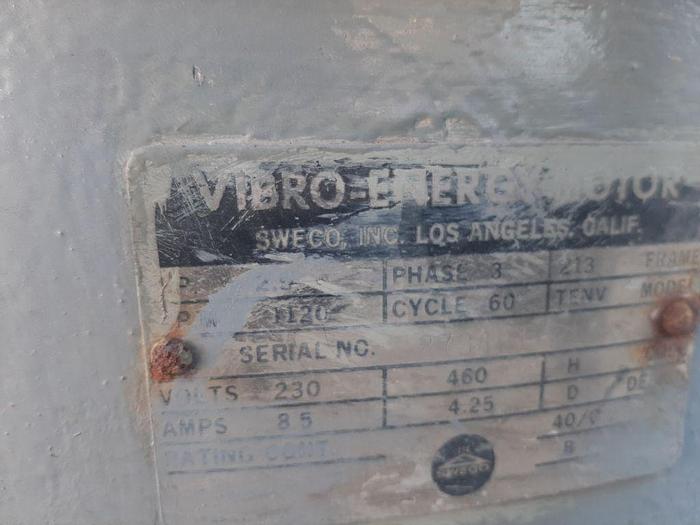 VIBRO-ENERGY MOTOR
SWECO, INC. LOS ANGELES, CALIF.
P PHASE 3 213 FRAME
P 1120 CYCLE 60 TENV MODEL
SERIAL NO.
VOLTS 230 460 H
AMPS 8.5 4.25 D DE
RATING CONT 40/C
SWECO B